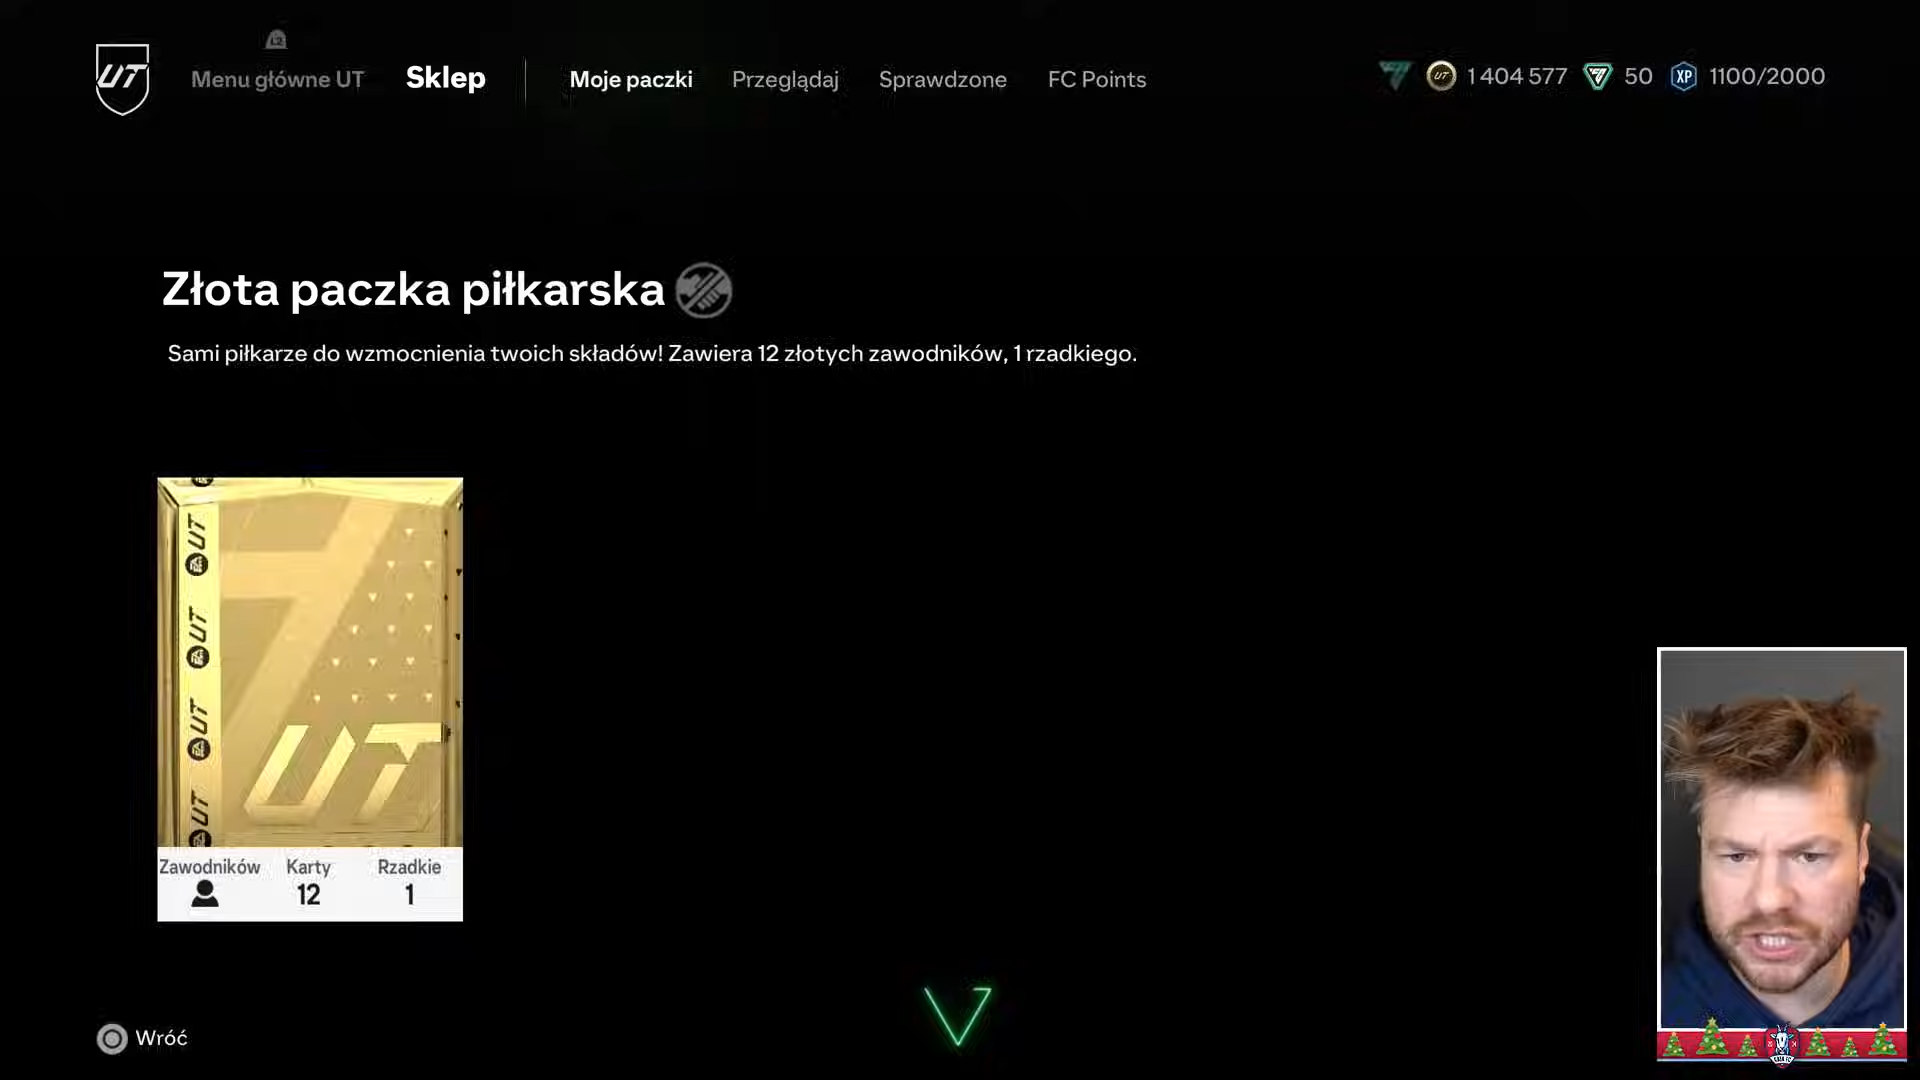 UT
L2
Menu główne UT
Sklep
Moje paczki
Przeglądaj
Sprawdzone
FC Points
UT
1 404 577
50
XP
1100/2000
Złota paczka piłkarska
Sami piłkarze do wzmocnienia twoich składów! Zawiera 12 złotych zawodników, 1 rzadkiego.
UT
UT
UT
UT
UT
Zawodników
Karty
Rzadkie
12
1
Wróć